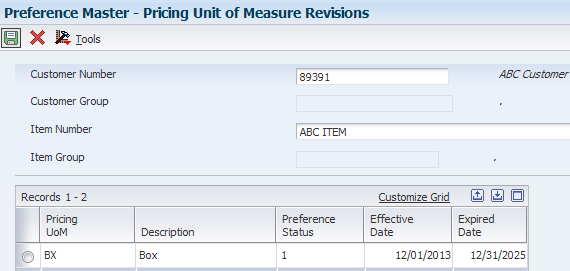 Preference Master - Pricing Unit of Measure Revisions
Tools
Customer Number 89391 ABC Customer
Customer Group .
Item Number ABC ITEM
Item Group .
Records 1 - 2 Customize Grid
Pricing UoM Description Preference Status Effective Date Expired Date
BX Box 1 12/01/2013 12/31/2025